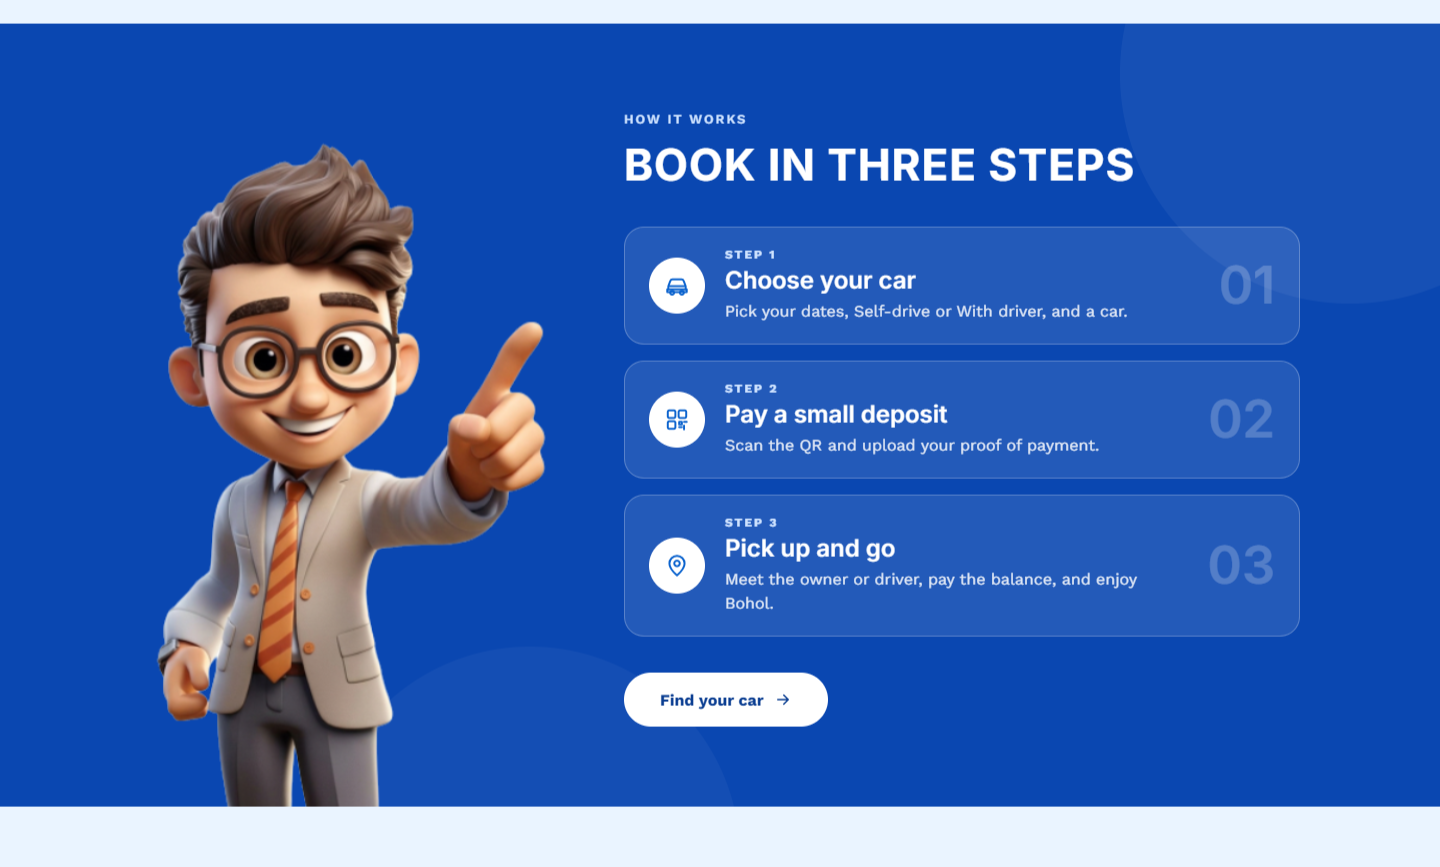 HOW IT WORKS
BOOK IN THREE STEPS
STEP 1
Choose your car
Pick your dates, Self-drive or With driver, and a car.
01
STEP 2
Pay a small deposit
Scan the QR and upload your proof of payment.
02
STEP 3
Pick up and go
Meet the owner or driver, pay the balance, and enjoy
Bohol.
03
Find your car